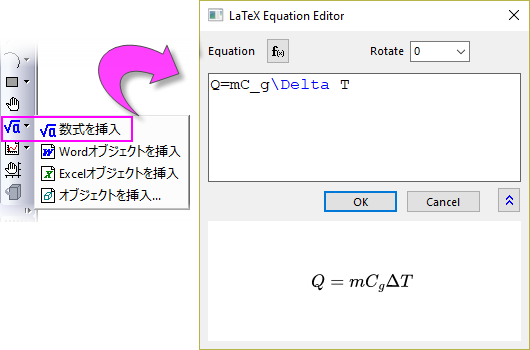 LaTeX Equation Editor
Equation f(x) Rotate 0
Q=mC_g\Delta T
√a 数式を挿入
Wordオブジェクトを挿入
Excelオブジェクトを挿入
オブジェクトを挿入...
OK Cancel
Q = mC_gΔT